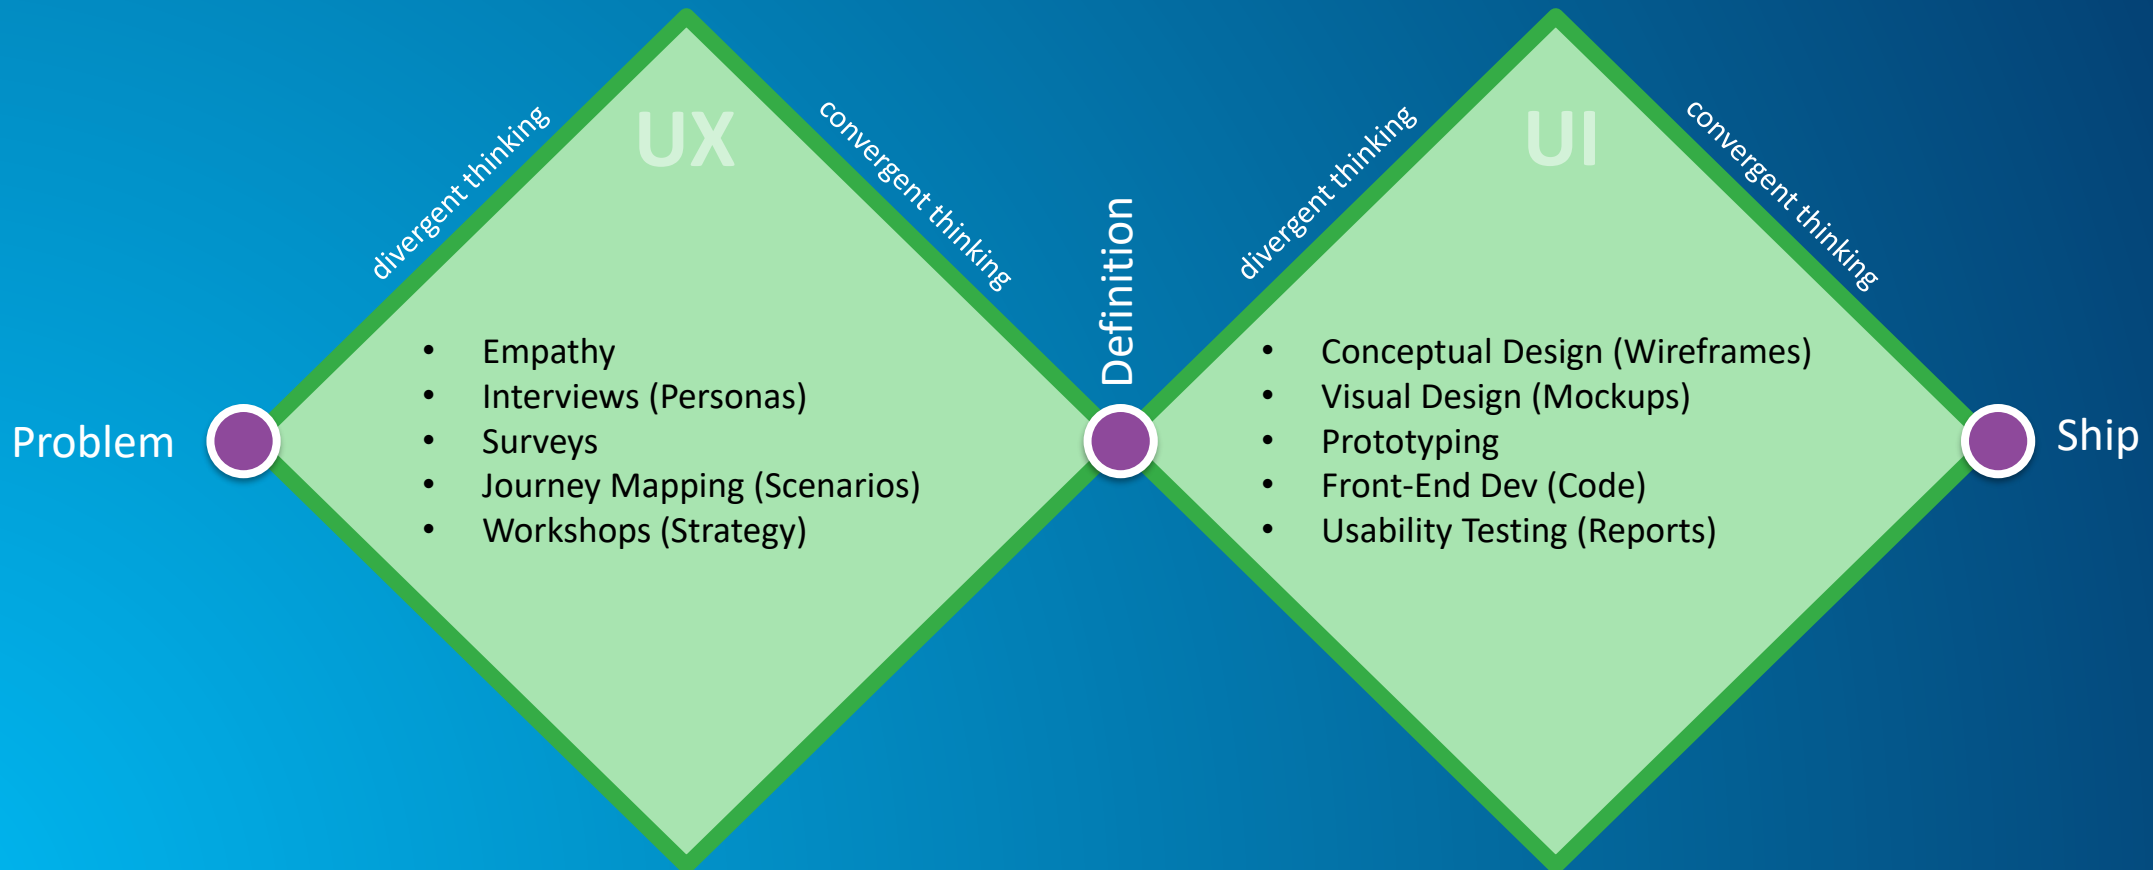 UX
divergent thinking
convergent thinking
Problem
• Empathy
• Interviews (Personas)
• Surveys
• Journey Mapping (Scenarios)
• Workshops (Strategy)
Definition
UI
divergent thinking
convergent thinking
• Conceptual Design (Wireframes)
• Visual Design (Mockups)
• Prototyping
• Front-End Dev (Code)
• Usability Testing (Reports)
Ship